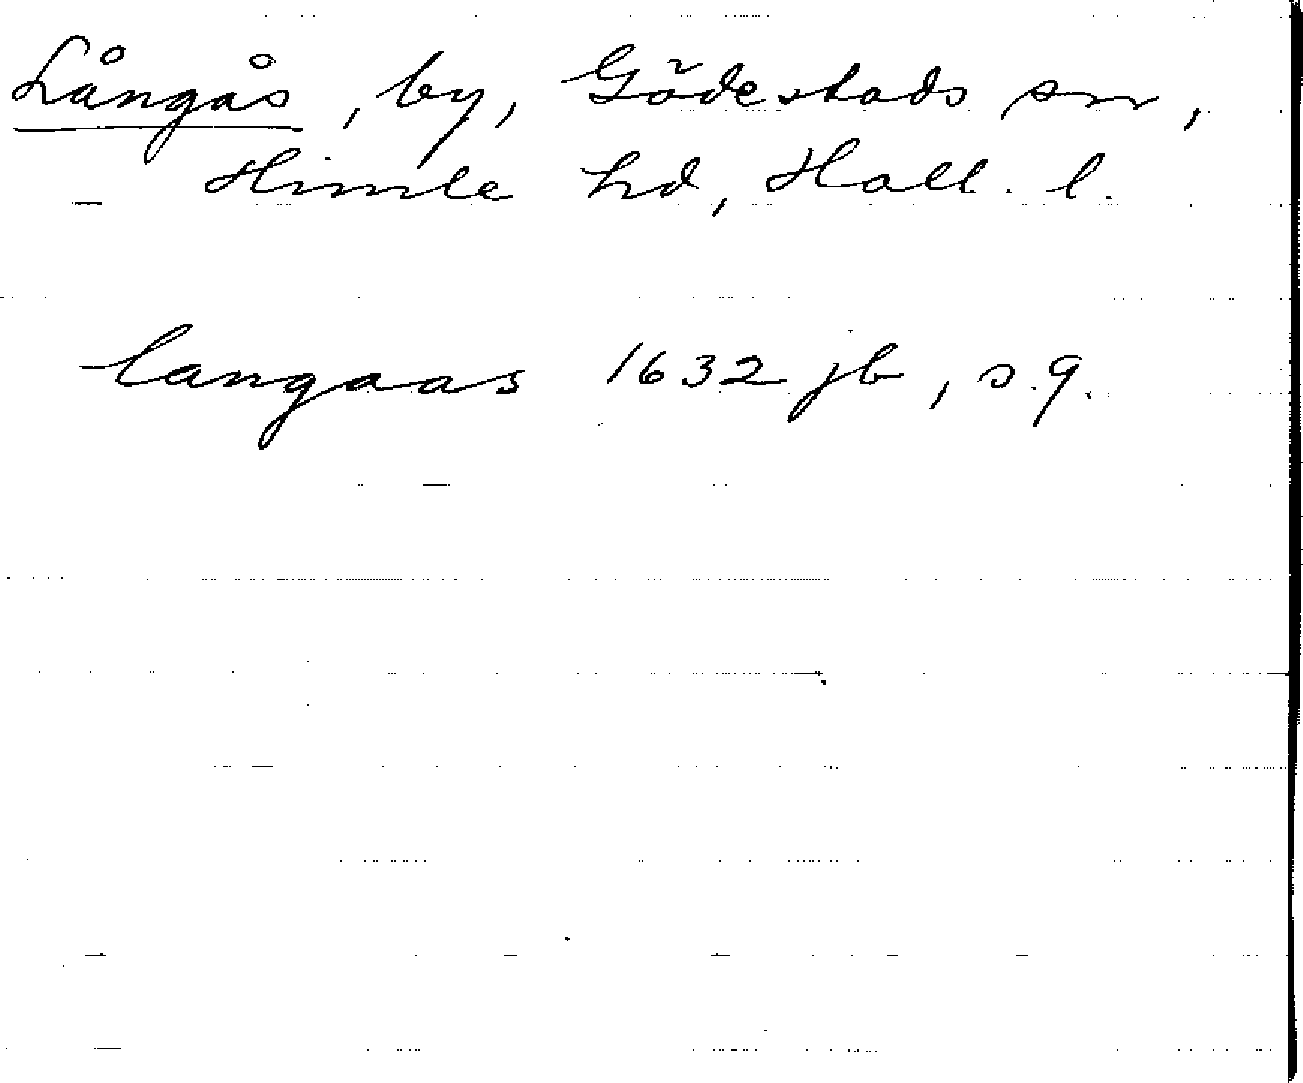 Långås, by, Gödestads sn,
Himle hd, Hall. l.
langaas 1632 jb, s. 9.